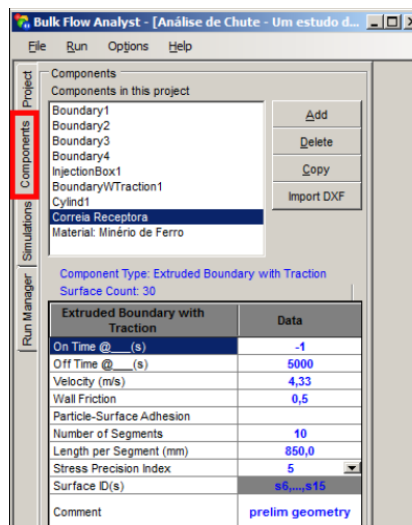 Bulk Flow Analyst - [Análise de Chute - Um estudo d...
File Run Options Help
Project
Components
Simulations
Run Manager
Components
Components in this project
Boundary1
Boundary2
Boundary3
Boundary4
InjectionBox1
BoundaryWTraction1
Cylind1
Correia Receptora
Material: Minério de Ferro
Add
Delete
Copy
Import DXF
Component Type: Extruded Boundary with Traction
Surface Count: 30
Extruded Boundary with Data
Traction
On Time @___(s) -1
Off Time @___(s) 5000
Velocity (m/s) 4,33
Wall Friction 0,5
Particle-Surface Adhesion
Number of Segments 10
Length per Segment (mm) 850,0
Stress Precision Index 5
Surface ID(s) s6,...,s15
Comment prelim geometry